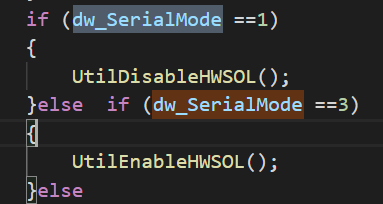 if (dw_SerialMode ==1)
{
UtilDisableHWSOL();
}else  if (dw_SerialMode ==3)
{
UtilEnableHWSOL();
}else